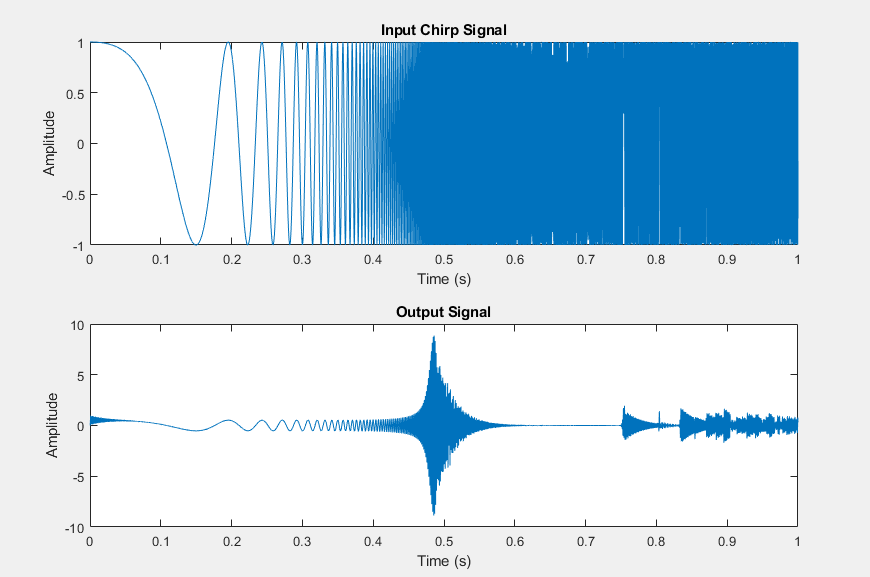 Input Chirp Signal
1
0.5
0
-0.5
-1
Amplitude
0 0.1 0.2 0.3 0.4 0.5 0.6 0.7 0.8 0.9 1
Time (s)
Output Signal
10
5
0
-5
-10
Amplitude
0 0.1 0.2 0.3 0.4 0.5 0.6 0.7 0.8 0.9 1
Time (s)